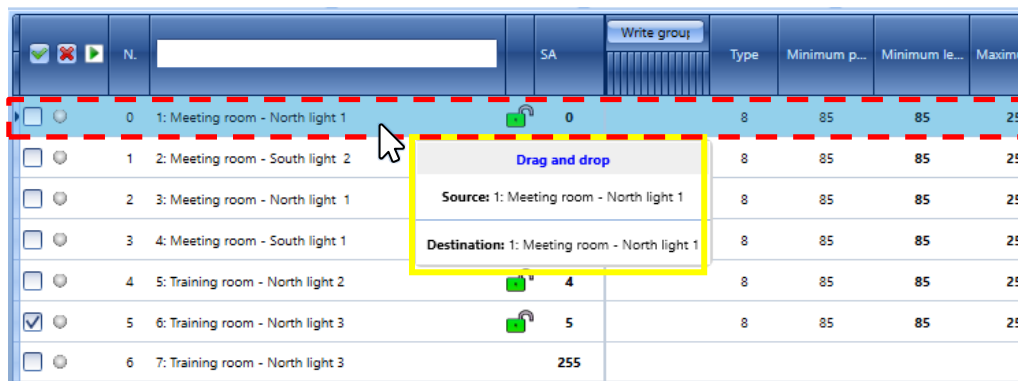 N. SA Write group Type Minimum p... Minimum le... Maximu
0 1: Meeting room - North light 1 0 8 85 85 25
1 2: Meeting room - South light 2 8 85 85 25
Drag and drop
2 3: Meeting room - North light 1 8 85 85 25
Source: 1: Meeting room - North light 1
3 4: Meeting room - South light 1 8 85 85 25
Destination: 1: Meeting room - North light 1
4 5: Training room - North light 2 4 8 85 85 25
5 6: Training room - North light 3 5 8 85 85 25
6 7: Training room - North light 3 255